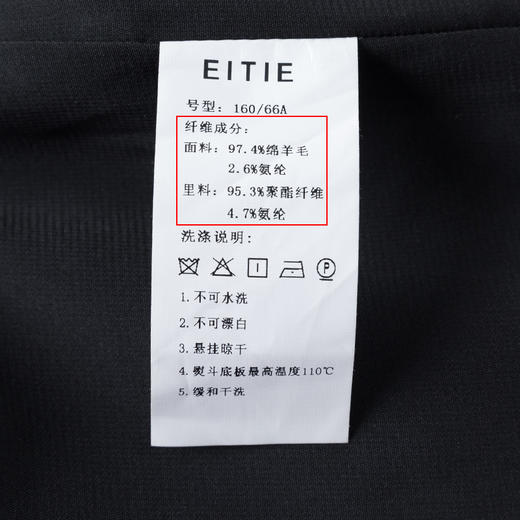 EITIE
号型: 160/66A
纤维成分:
面料: 97.4%绵羊毛
2.6%氨纶
里料: 95.3%聚酯纤维
4.7%氨纶
洗涤说明:
P
1. 不可水洗
2. 不可漂白
3. 悬挂晾干
4. 熨斗底板最高温度110℃
5. 缓和干洗